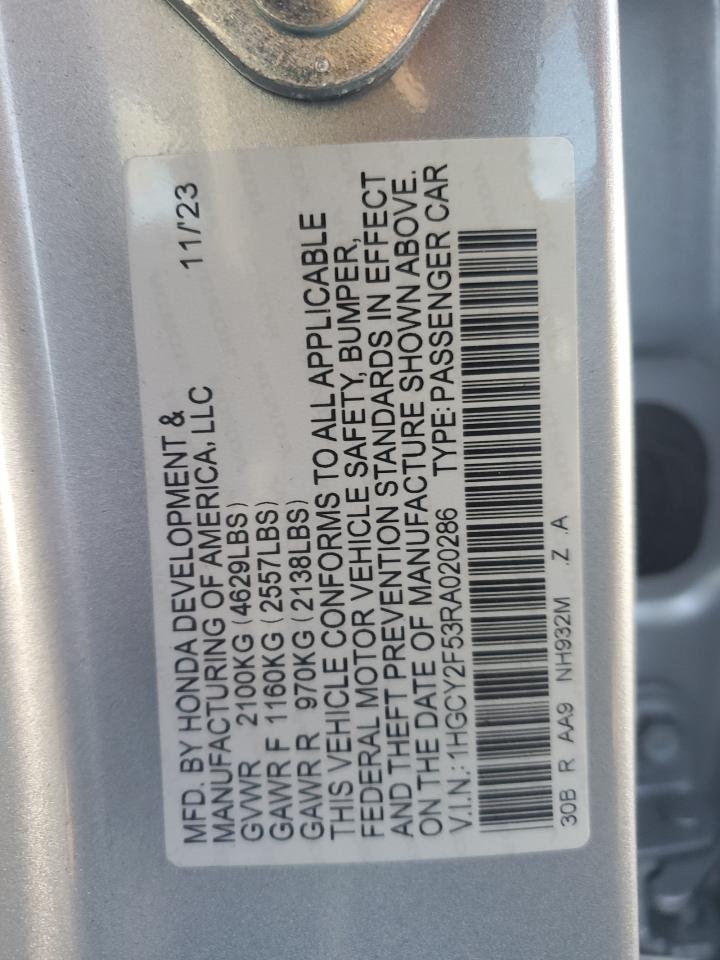 MFD. BY HONDA DEVELOPMENT & 11/'23
MANUFACTURING OF AMERICA, LLC
GVWR 2100KG (4629LBS)
GAWR F 1160KG (2557LBS)
GAWR R 970KG (2138LBS)
THIS VEHICLE CONFORMS TO ALL APPLICABLE
FEDERAL MOTOR VEHICLE SAFETY, BUMPER,
AND THEFT PREVENTION STANDARDS IN EFFECT
ON THE DATE OF MANUFACTURE SHOWN ABOVE.
V.I.N.: 1HGCY2F53RA020286 TYPE: PASSENGER CAR
30B R AA9 NH932M .Z .A